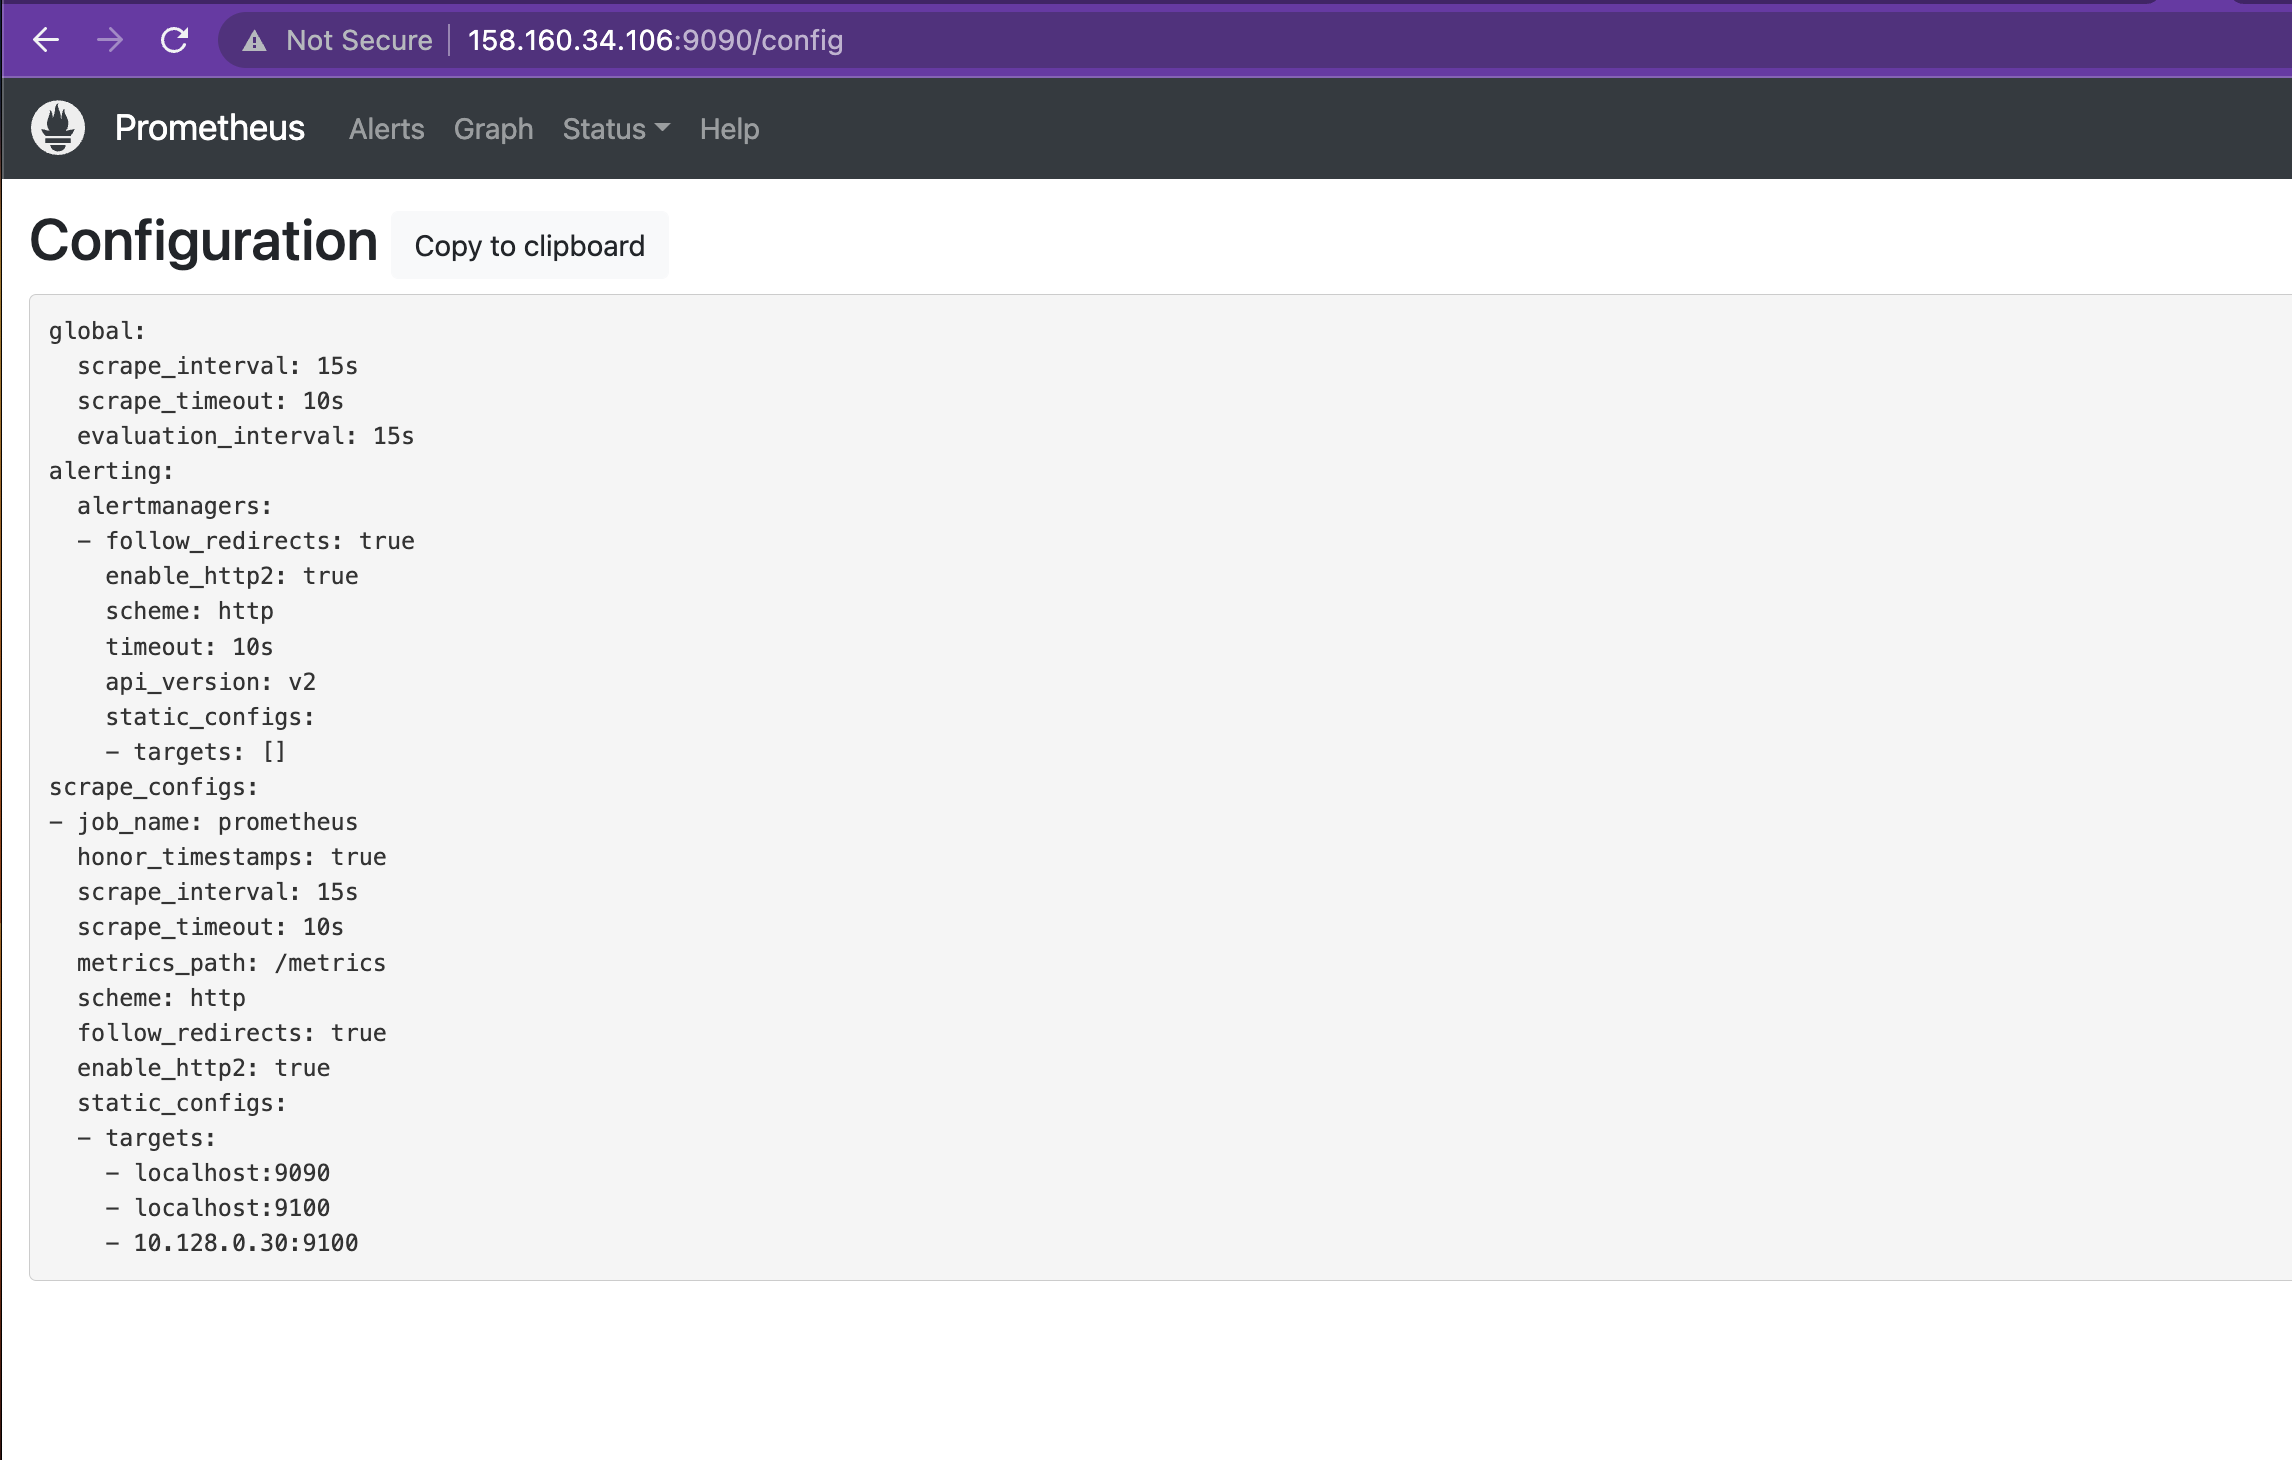 Not Secure | 158.160.34.106:9090/config
Prometheus Alerts Graph Status Help
Configuration Copy to clipboard
global:
  scrape_interval: 15s
  scrape_timeout: 10s
  evaluation_interval: 15s
alerting:
  alertmanagers:
  - follow_redirects: true
    enable_http2: true
    scheme: http
    timeout: 10s
    api_version: v2
    static_configs:
    - targets: []
scrape_configs:
- job_name: prometheus
  honor_timestamps: true
  scrape_interval: 15s
  scrape_timeout: 10s
  metrics_path: /metrics
  scheme: http
  follow_redirects: true
  enable_http2: true
  static_configs:
  - targets:
    - localhost:9090
    - localhost:9100
    - 10.128.0.30:9100